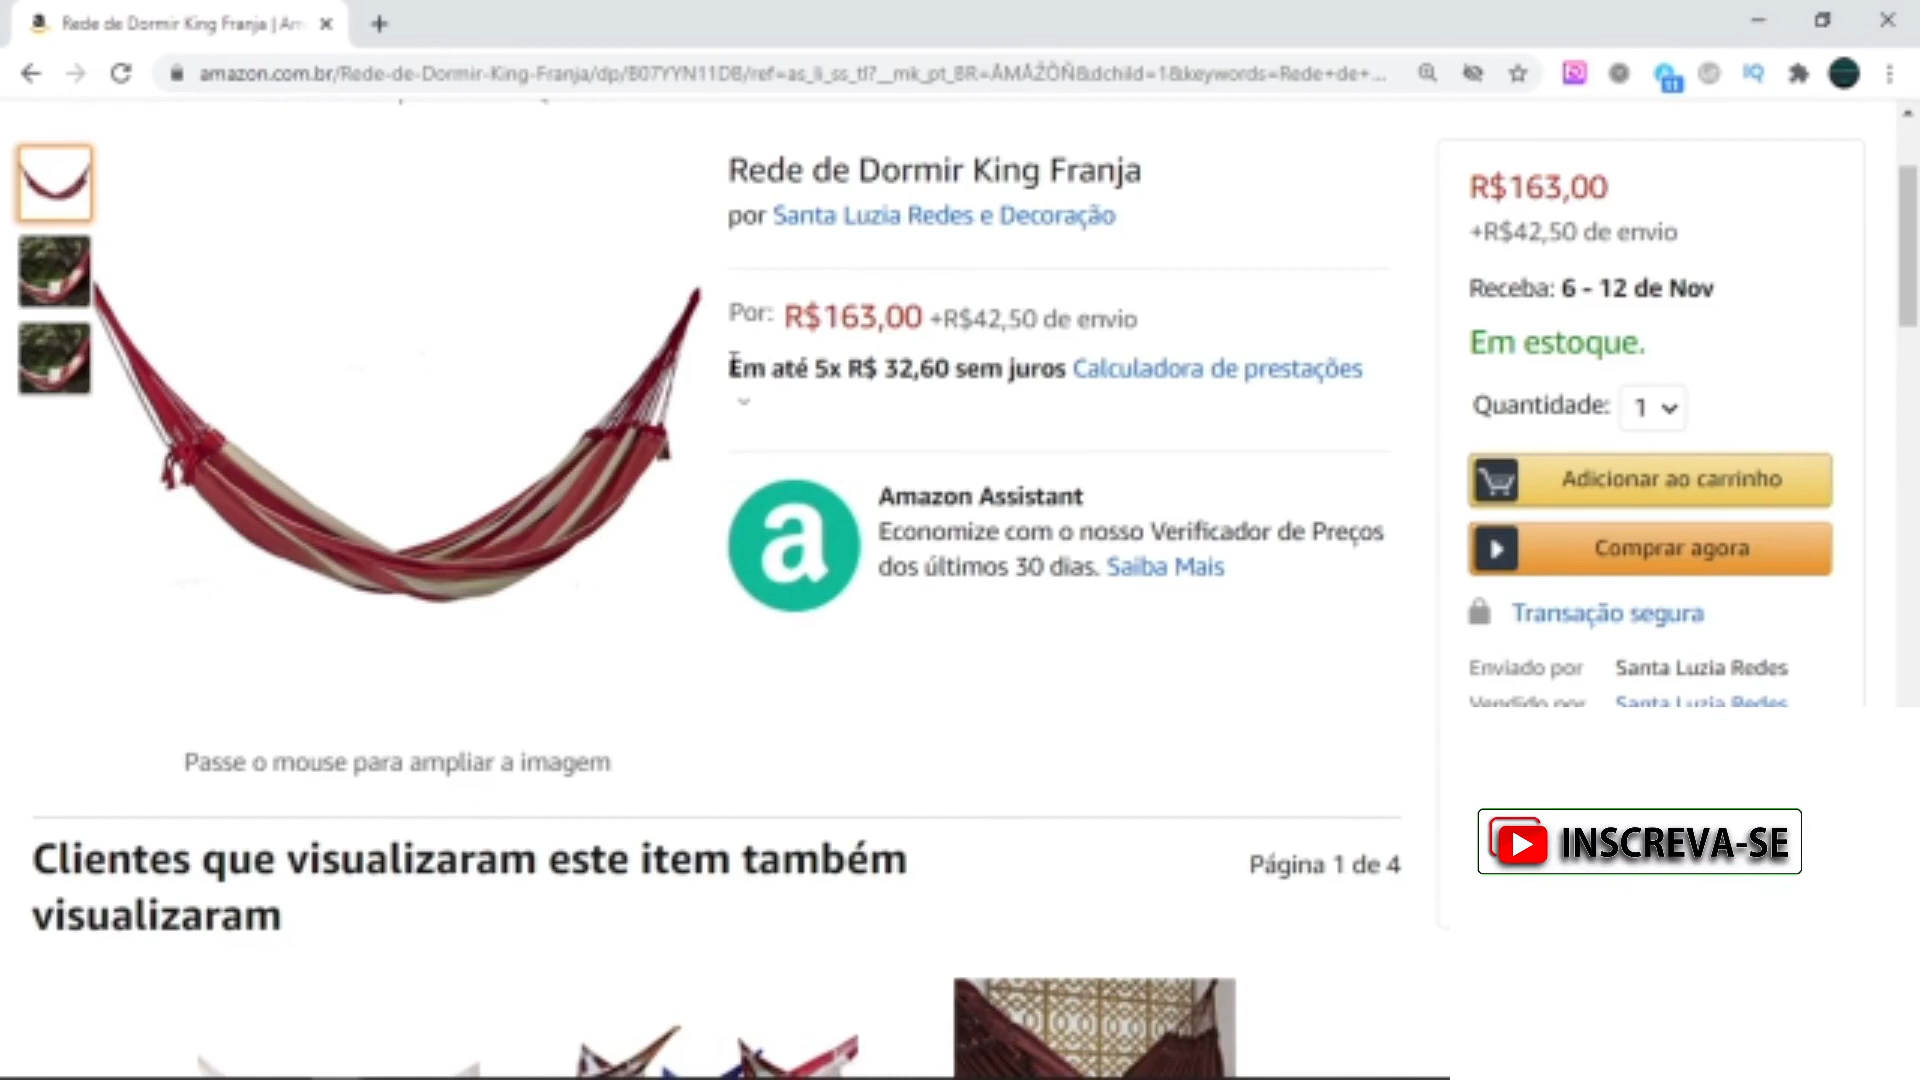 Rede de Dormir King Franja | Am
amazon.com.br/Rede-de-Dormir-King-Franja/dp/B07YYN11DB/ref=as_li_ss_tl?__mk_pt_BR=ÅMÅŽÕÑ&dchild=1&keywords=Rede+de+...
Rede de Dormir King Franja
por Santa Luzia Redes e Decoração
Por: R$163,00 +R$42,50 de envio
Em até 5x R$ 32,60 sem juros Calculadora de prestações
a
Amazon Assistant
Economize com o nosso Verificador de Preços
dos últimos 30 dias. Saiba Mais
Passe o mouse para ampliar a imagem
R$163,00
+R$42,50 de envio
Receba: 6 - 12 de Nov
Em estoque.
Quantidade: 1
Adicionar ao carrinho
Comprar agora
Transação segura
Enviado por Santa Luzia Redes
Vendido por Santa Luzia Redes
INSCREVA-SE
Clientes que visualizaram este item também
visualizaram
Página 1 de 4